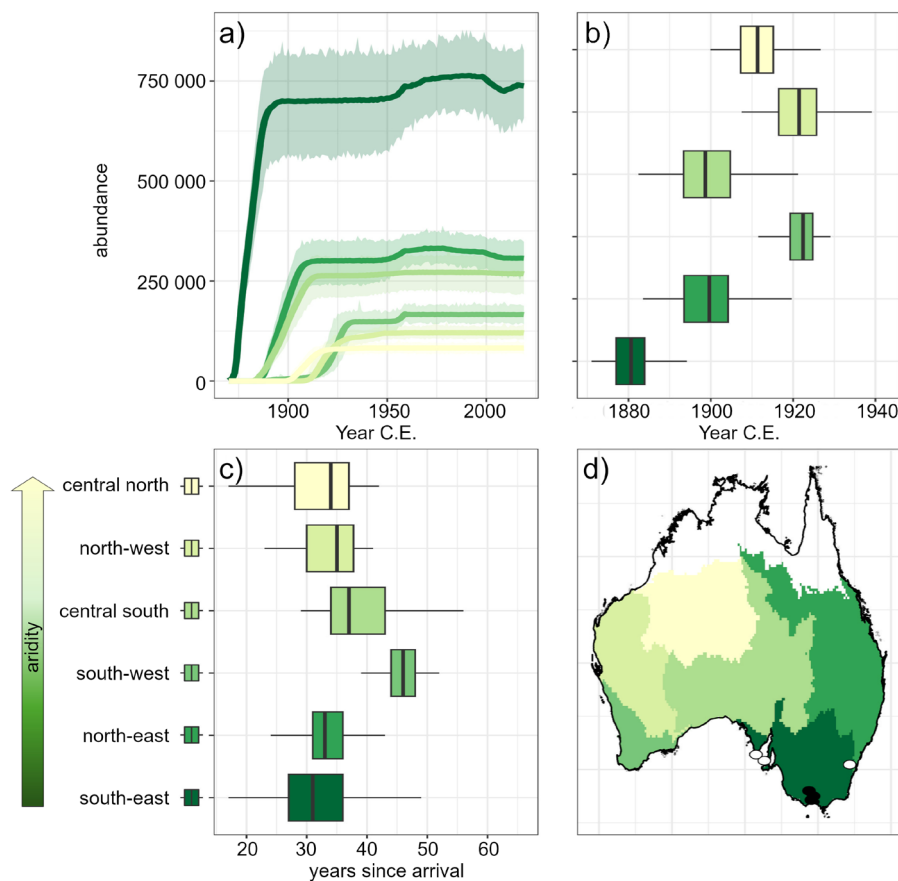 a)
750 000
500 000
250 000
0
abundance
1900 1950 2000
Year C.E.
b)
1880 1900 1920 1940
Year C.E.
c)
central north
north-west
central south
south-west
north-east
south-east
aridity
20 30 40 50 60
years since arrival
d)